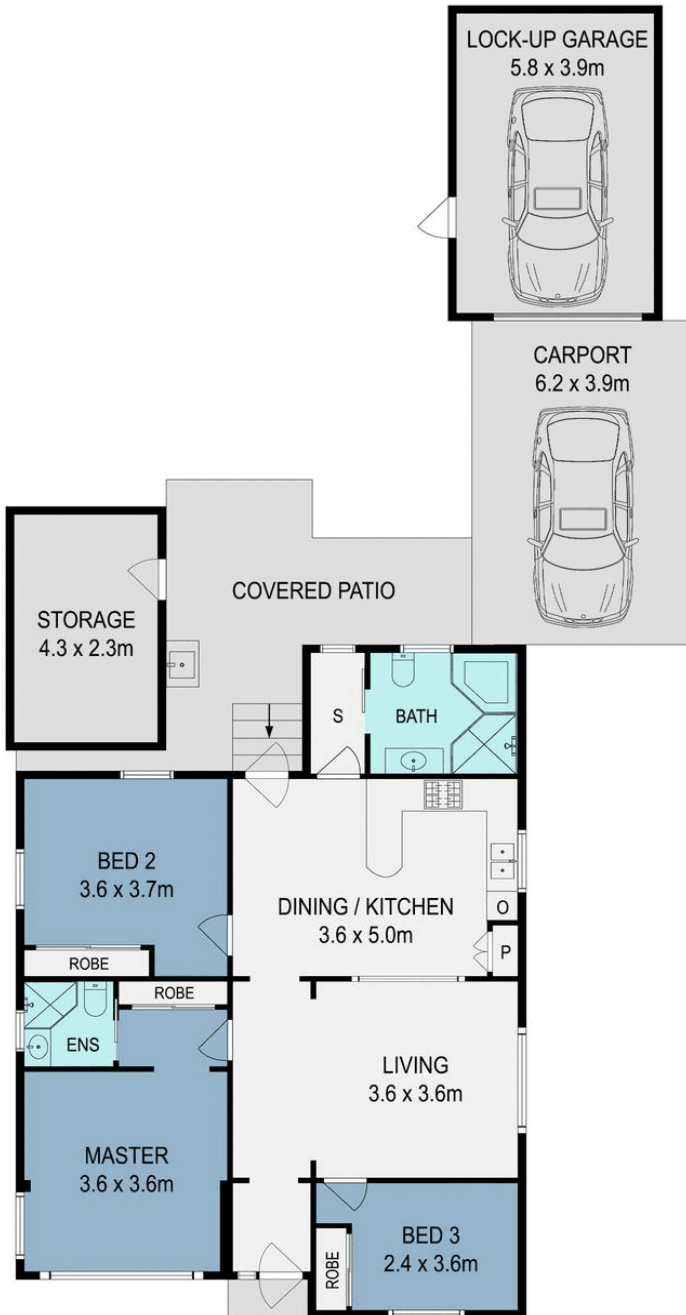 LOCK-UP GARAGE
5.8 x 3.9m
CARPORT
6.2 x 3.9m
COVERED PATIO
STORAGE
4.3 x 2.3m
S
BATH
BED 2
3.6 x 3.7m
ROBE
DINING / KITCHEN
3.6 x 5.0m
O
P
ROBE
ENS
LIVING
3.6 x 3.6m
MASTER
3.6 x 3.6m
BED 3
2.4 x 3.6m
ROBE